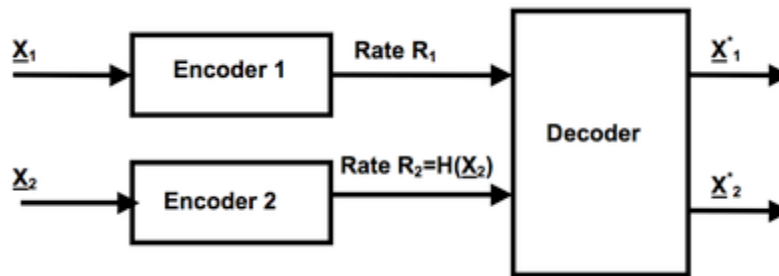 X₁
Encoder 1
Rate R₁
X*₁
Decoder
X₂
Encoder 2
Rate R₂=H(X₂)
X*₂